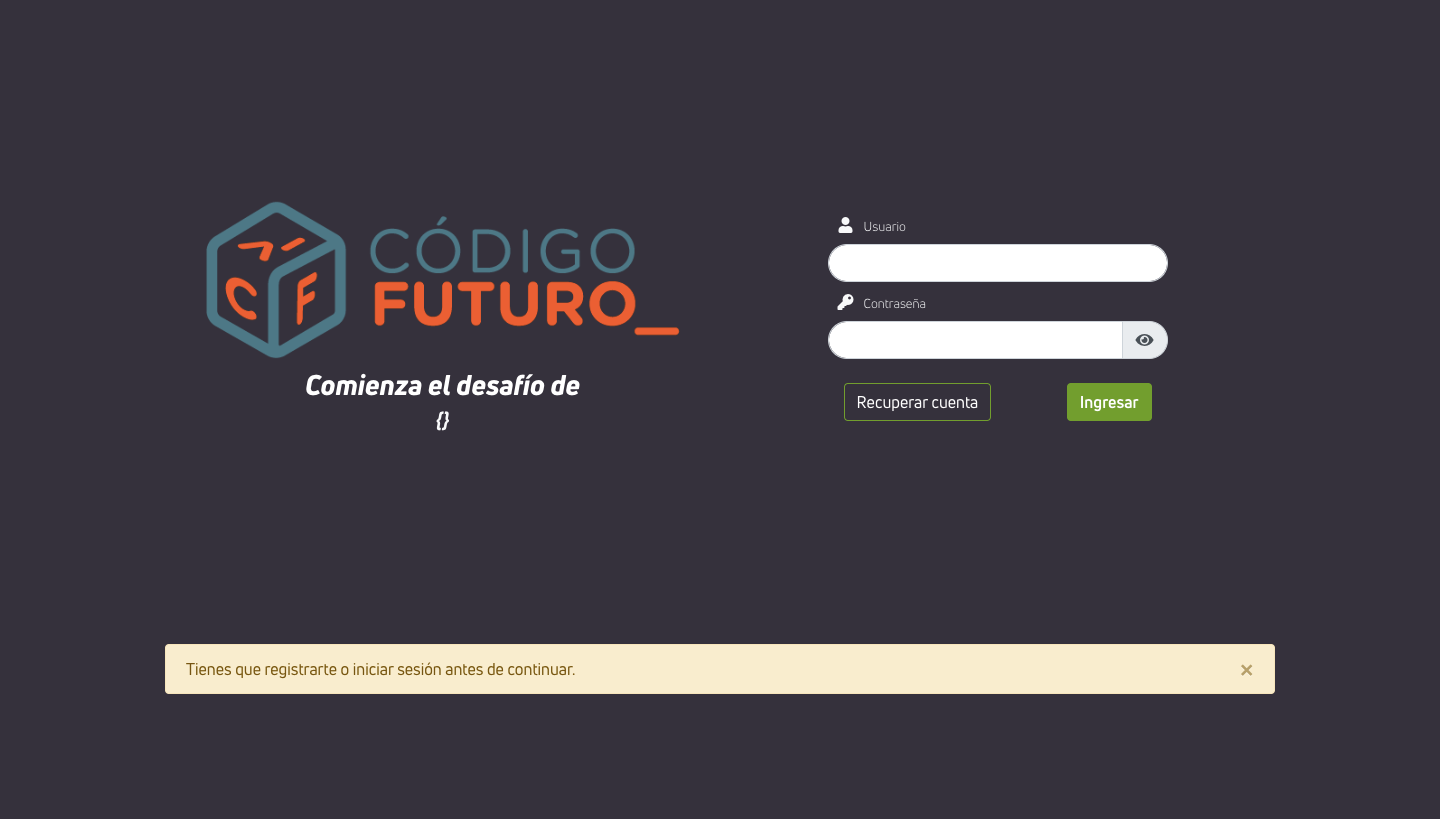 CÓDIGO
FUTURO_
Comienza el desafío de
{}
Usuario
Contraseña
Recuperar cuenta
Ingresar
Tienes que registrarte o iniciar sesión antes de continuar.
×